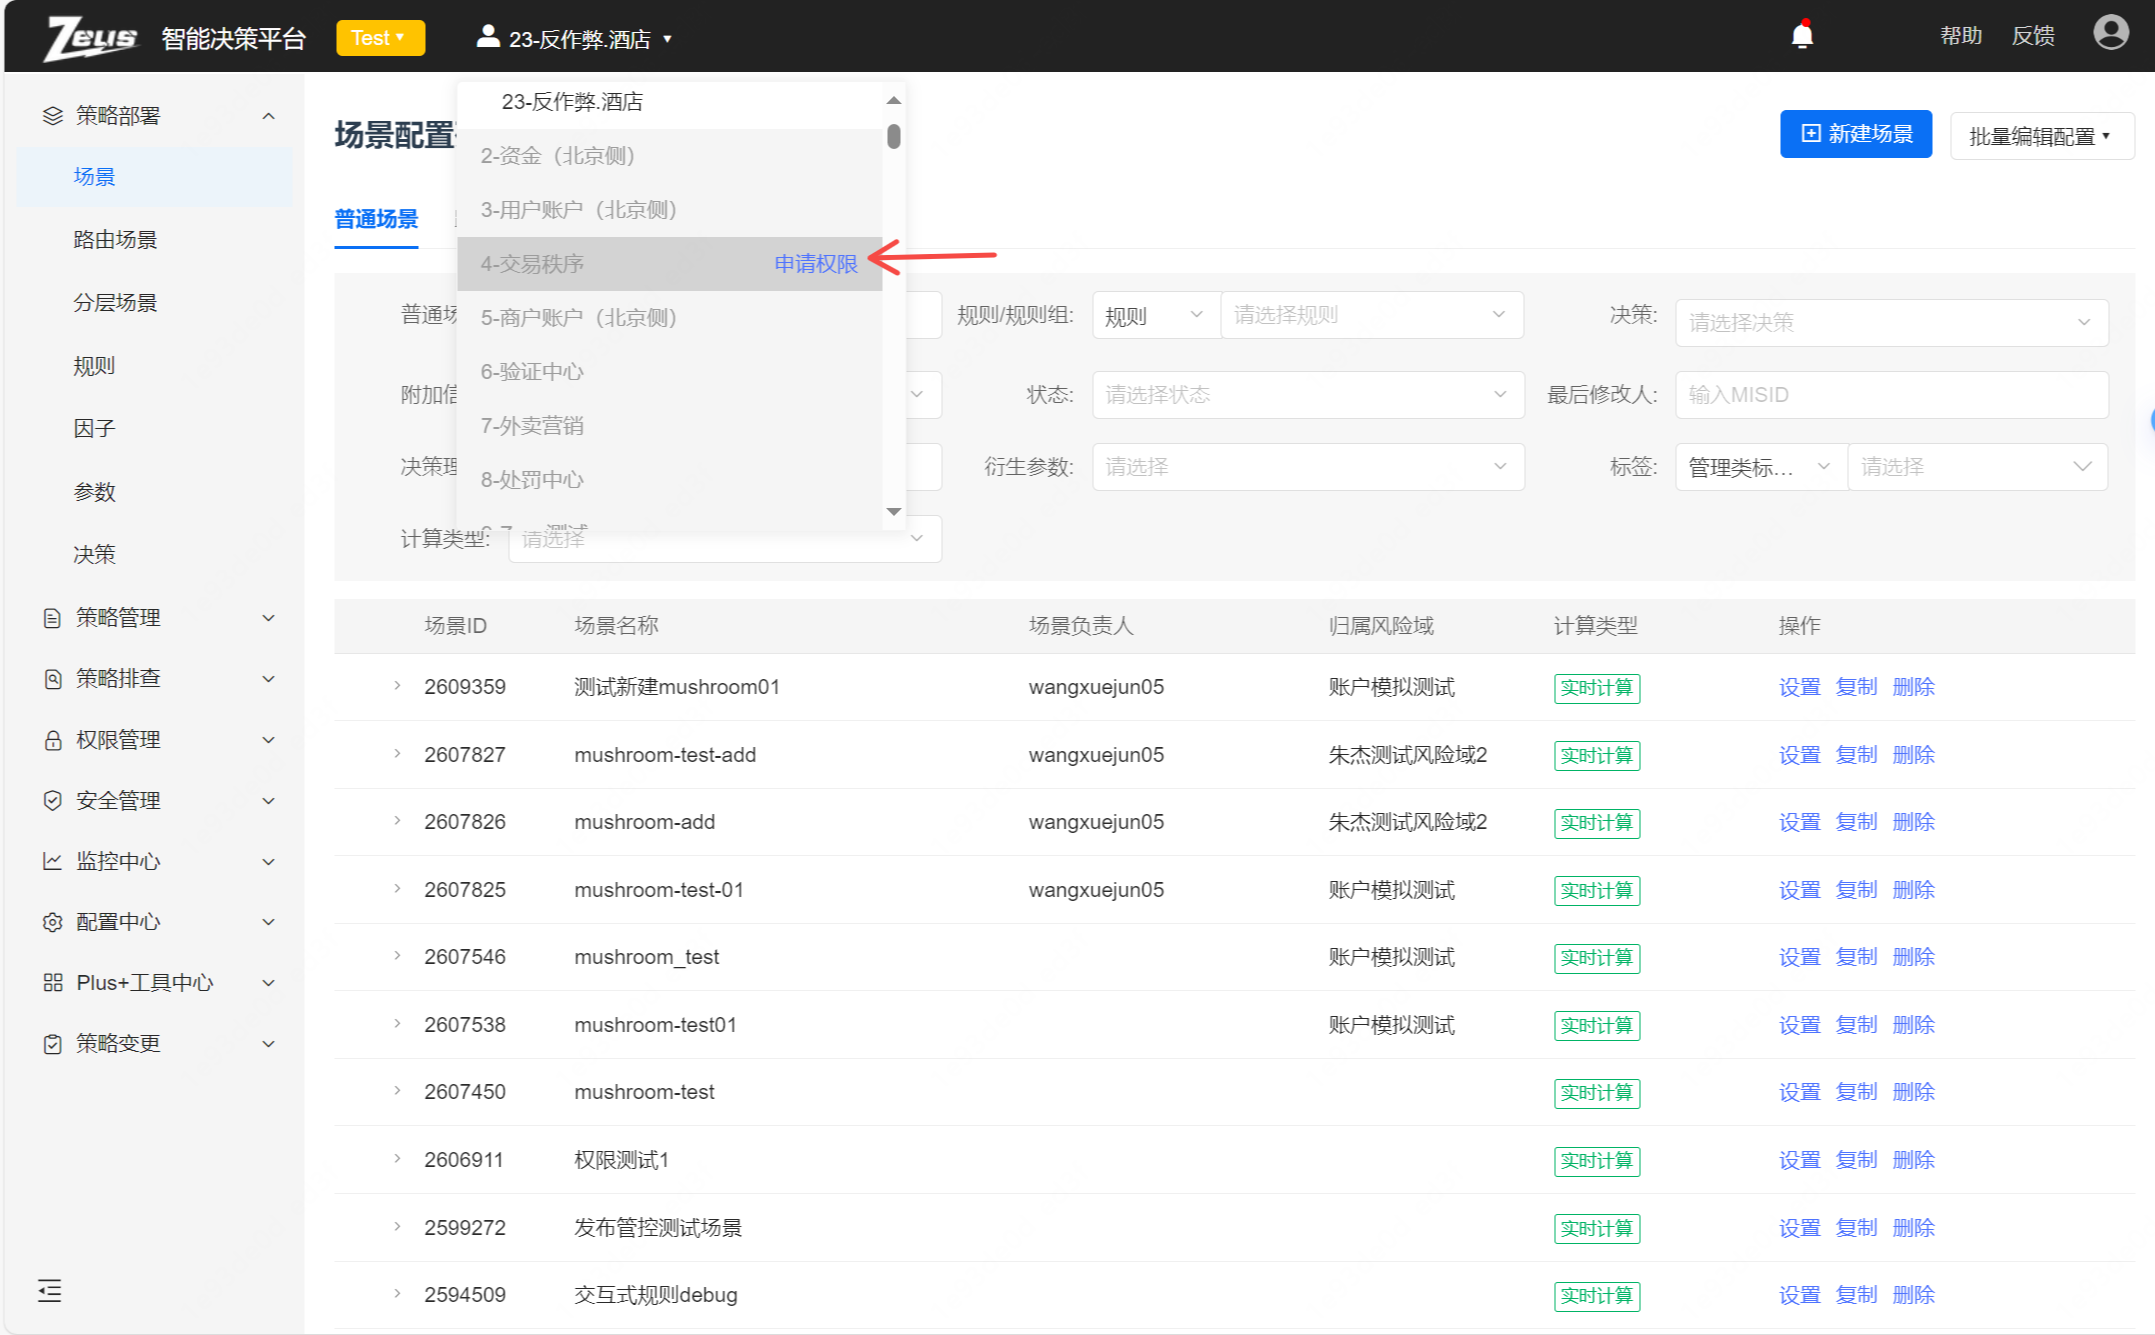 Zeus 智能决策平台 Test 23-反作弊.酒店 帮助 反馈
策略部署
场景
路由场景
分层场景
规则
因子
参数
决策
策略管理
策略排查
权限管理
安全管理
监控中心
配置中心
Plus+工具中心
策略变更
23-反作弊.酒店
2-资金（北京侧）
3-用户账户（北京侧）
4-交易秩序 申请权限
5-商户账户（北京侧）
6-验证中心
7-外卖营销
8-处罚中心
场景配置
新建场景 批量编辑配置
普通场景
普通场 规则/规则组: 规则 请选择规则 决策: 请选择决策
附加信 状态: 请选择状态 最后修改人: 输入MISID
决策理 衍生参数: 请选择 标签: 管理类标... 请选择
计算类型: 请选择
场景ID 场景名称 场景负责人 归属风险域 计算类型 操作
2609359 测试新建mushroom01 wangxuejun05 账户模拟测试 实时计算 设置 复制 删除
2607827 mushroom-test-add wangxuejun05 朱杰测试风险域2 实时计算 设置 复制 删除
2607826 mushroom-add wangxuejun05 朱杰测试风险域2 实时计算 设置 复制 删除
2607825 mushroom-test-01 wangxuejun05 账户模拟测试 实时计算 设置 复制 删除
2607546 mushroom_test 账户模拟测试 实时计算 设置 复制 删除
2607538 mushroom-test01 账户模拟测试 实时计算 设置 复制 删除
2607450 mushroom-test 实时计算 设置 复制 删除
2606911 权限测试1 实时计算 设置 复制 删除
2599272 发布管控测试场景 实时计算 设置 复制 删除
2594509 交互式规则debug 实时计算 设置 复制 删除